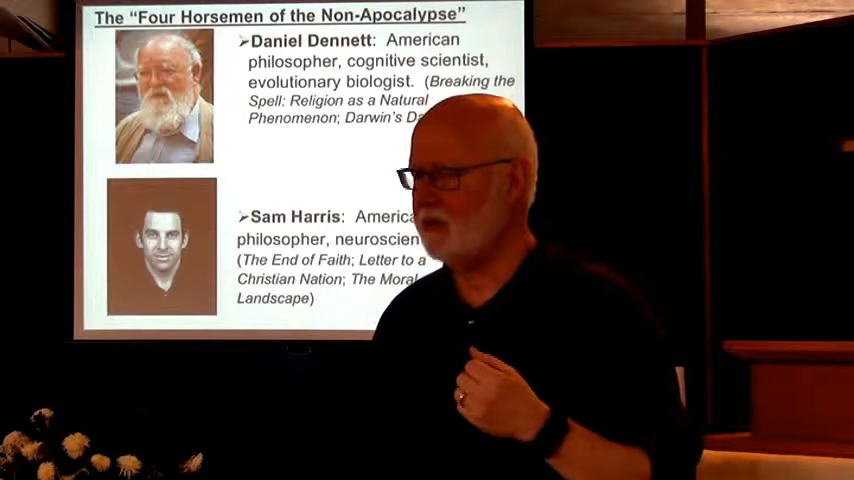 The “Four Horsemen of the Non-Apocalypse”
➢Daniel Dennett: American
philosopher, cognitive scientist,
evolutionary biologist. (Breaking the
Spell: Religion as a Natural
Phenomenon; Darwin’s
➢Sam Harris:
philosopher,
(The End of Faith; Letter to a
Christian Nation; The Moral
Landscape)